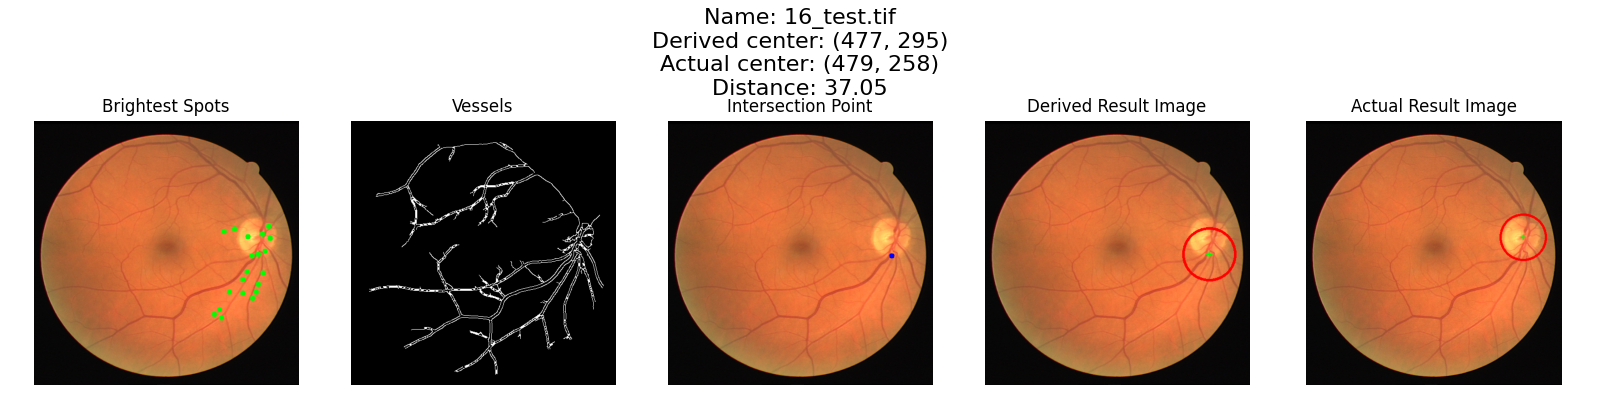 Name: 16_test.tif
Derived center: (477, 295)
Actual center: (479, 258)
Distance: 37.05
Brightest Spots
Vessels
Intersection Point
Derived Result Image
Actual Result Image